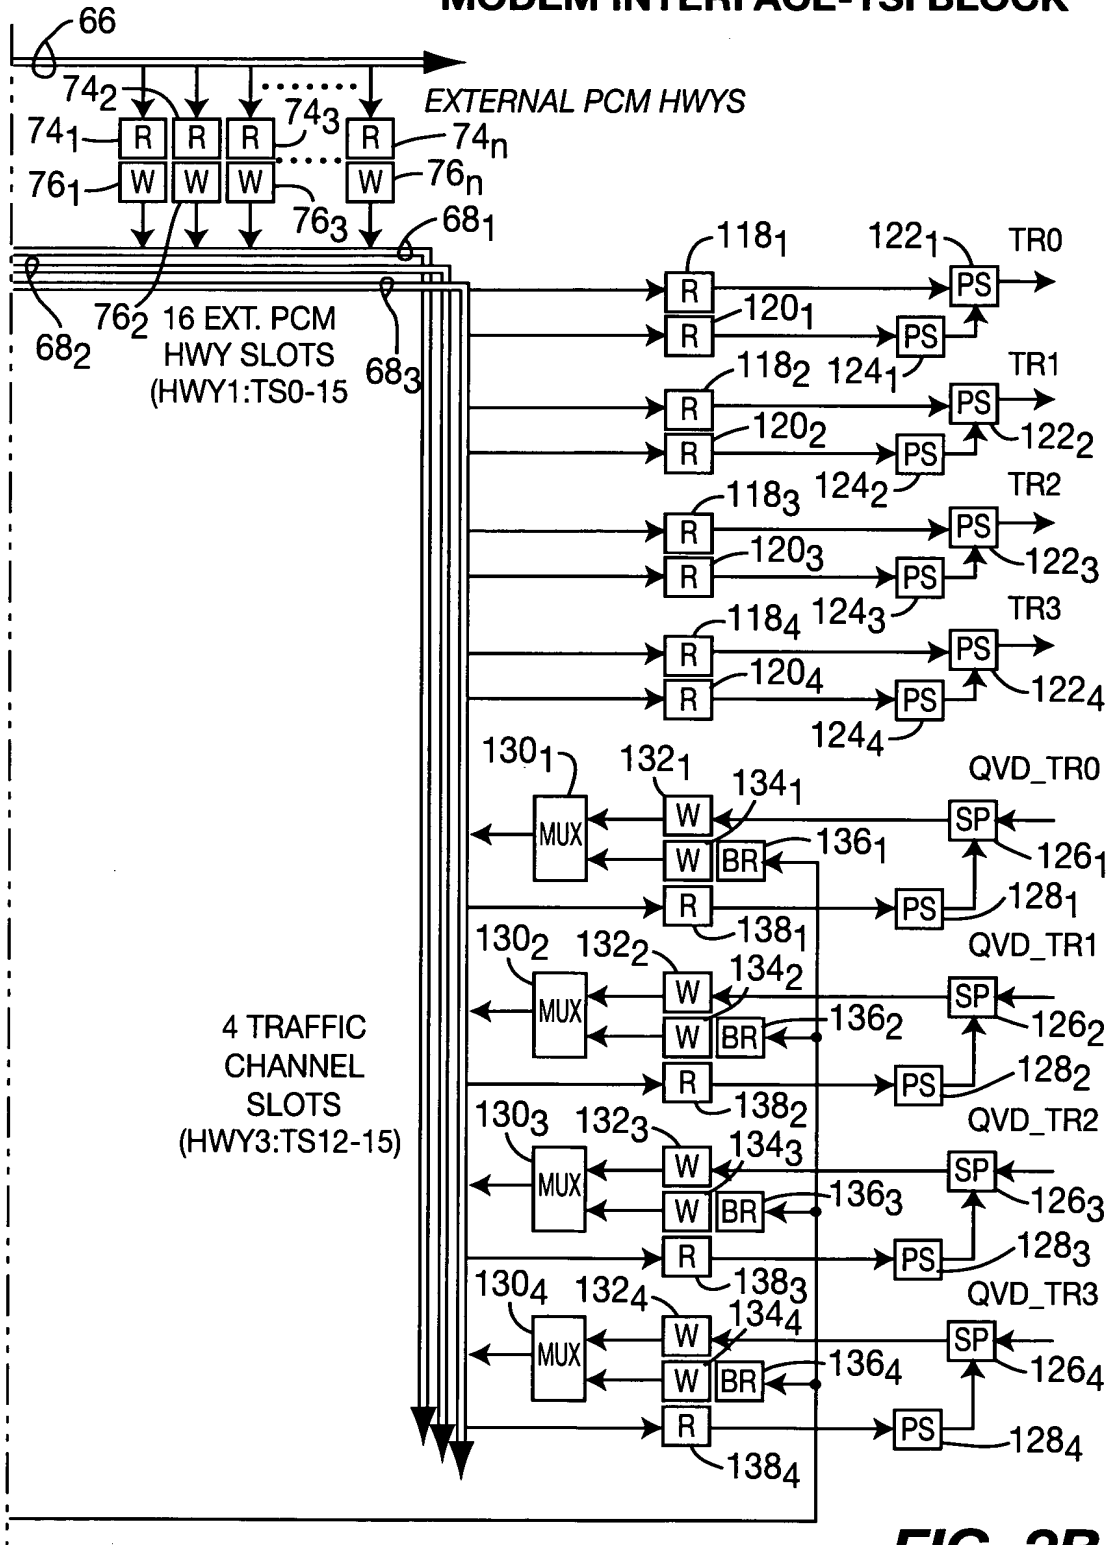 MODEM INTERFACE-TSI BLOCK
66
EXTERNAL PCM HWYS
74₁ 74₂ 74₃ 74ₙ
R R R R
W W W W
76₁ 76₂ 76₃ 76ₙ
68₁ 68₂ 68₃
16 EXT. PCM
HWY SLOTS
(HWY1:TS0-15
118₁ R 122₁ PS TR0
120₁ R 124₁ PS
118₂ R 122₂ PS TR1
120₂ R 124₂ PS
118₃ R 122₃ PS TR2
120₃ R 124₃ PS
118₄ R 122₄ PS TR3
120₄ R 124₄ PS
4 TRAFFIC
CHANNEL
SLOTS
(HWY3:TS12-15)
130₁ MUX 132₁ W SP 126₁ QVD_TR0
134₁ W BR 136₁
R 138₁ PS 128₁
130₂ MUX 132₂ W SP 126₂ QVD_TR1
134₂ W BR 136₂
R 138₂ PS 128₂
130₃ MUX 132₃ W SP 126₃ QVD_TR2
134₃ W BR 136₃
R 138₃ PS 128₃
130₄ MUX 132₄ W SP 126₄ QVD_TR3
134₄ W BR 136₄
R 138₄ PS 128₄
FIG. 2B